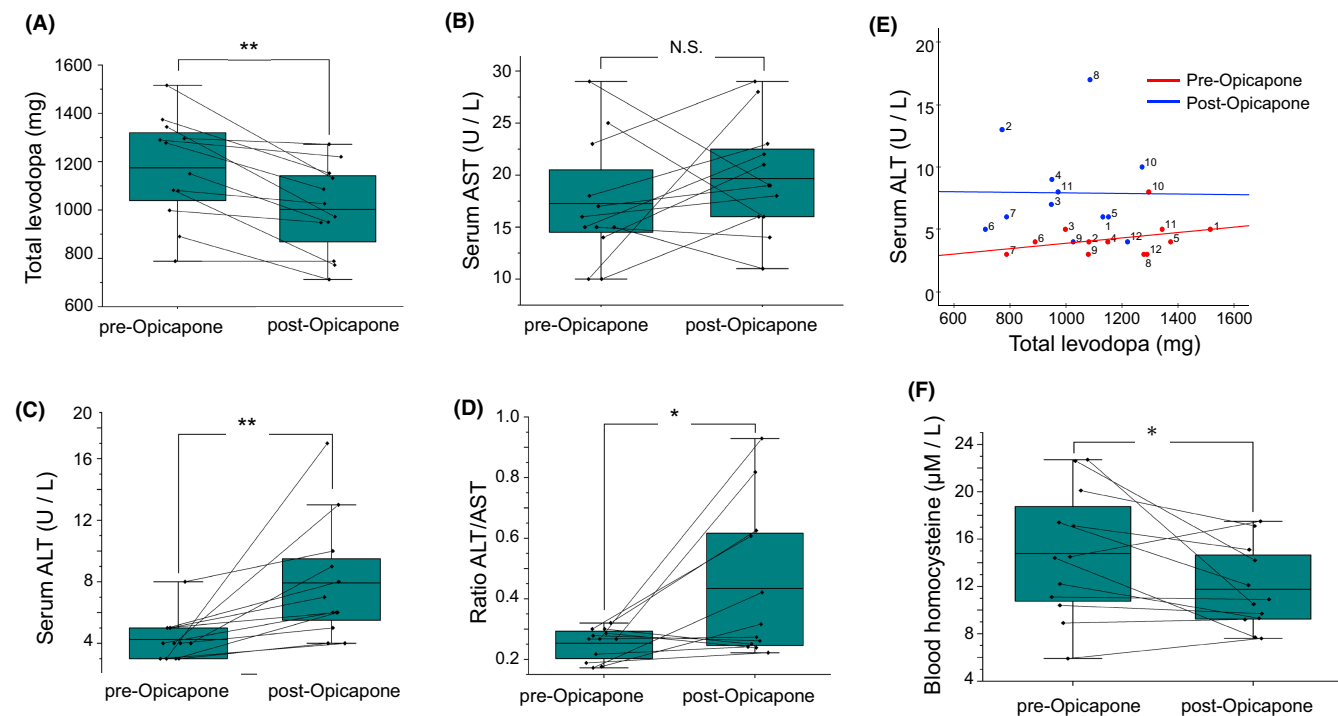 (A)
**
Total levodopa (mg)
1600
1400
1200
1000
800
600
pre-Opicapone
post-Opicapone
(B)
N.S.
Serum AST (U / L)
30
25
20
15
10
pre-Opicapone
post-Opicapone
(E)
Serum ALT (U / L)
20
15
10
5
0
8
2
4
11
10
10
3
7
6
5
1
9
12
3
2
4
6
7
9
11
5
1
12
8
Pre-Opicapone
Post-Opicapone
600
800
1000
1200
1400
1600
Total levodopa (mg)
(C)
**
Serum ALT (U / L)
20
16
12
8
4
pre-Opicapone
post-Opicapone
(D)
*
Ratio ALT/AST
1.0
0.8
0.6
0.4
0.2
pre-Opicapone
post-Opicapone
(F)
*
Blood homocysteine (μM / L)
24
20
16
12
8
4
pre-Opicapone
post-Opicapone